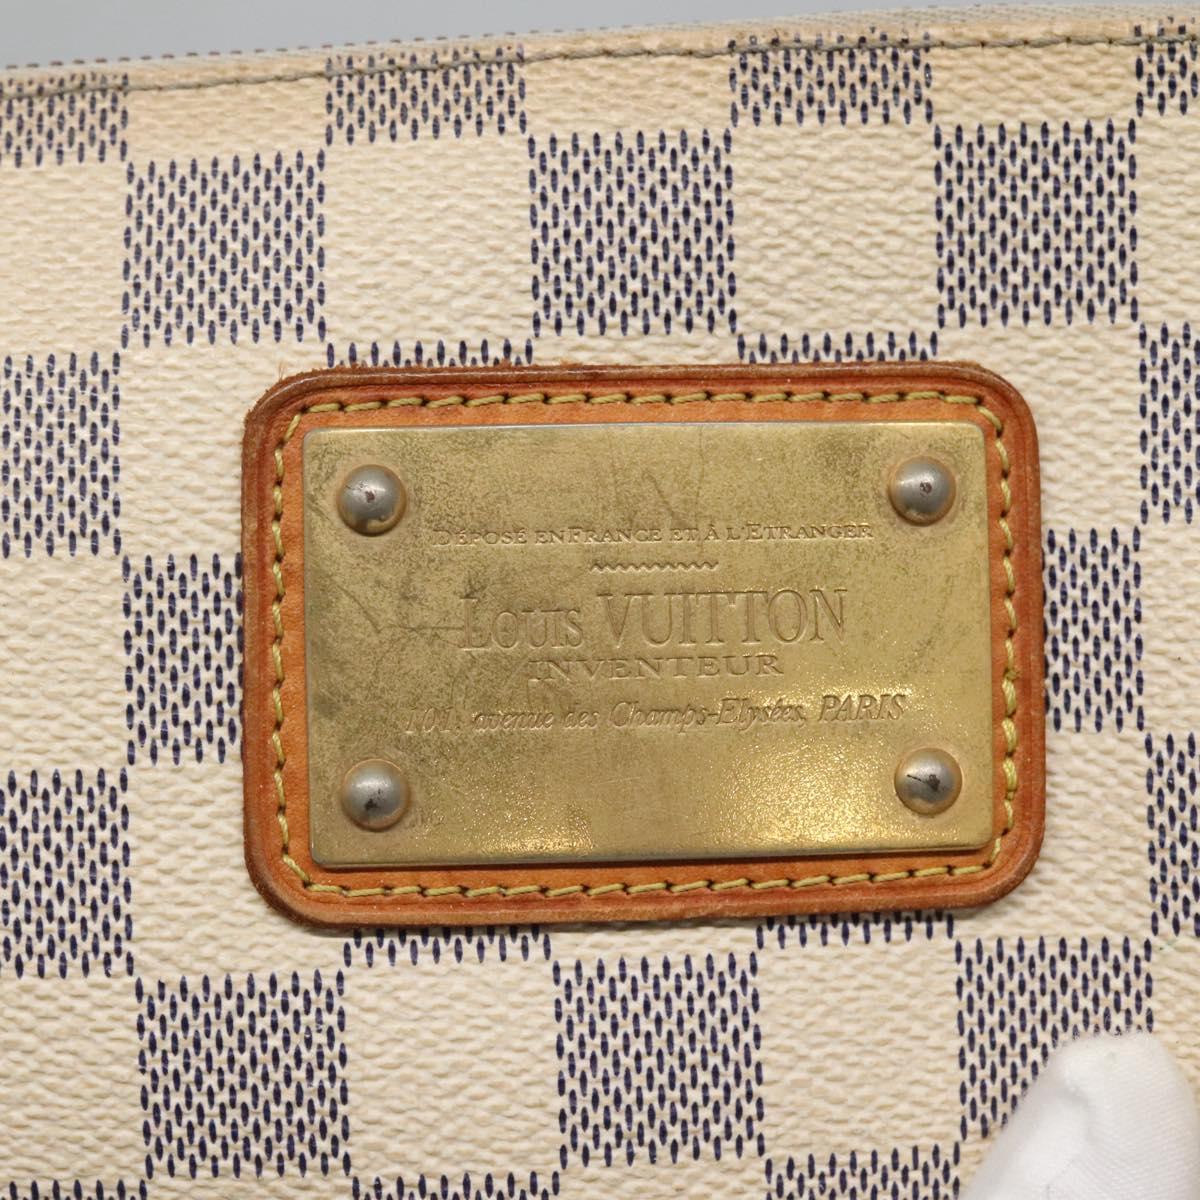 DÉPOSÉ EN FRANCE ET À L'ETRANGER
LOUIS VUITTON
INVENTEUR
101, avenue des Champs-Elysées, PARIS